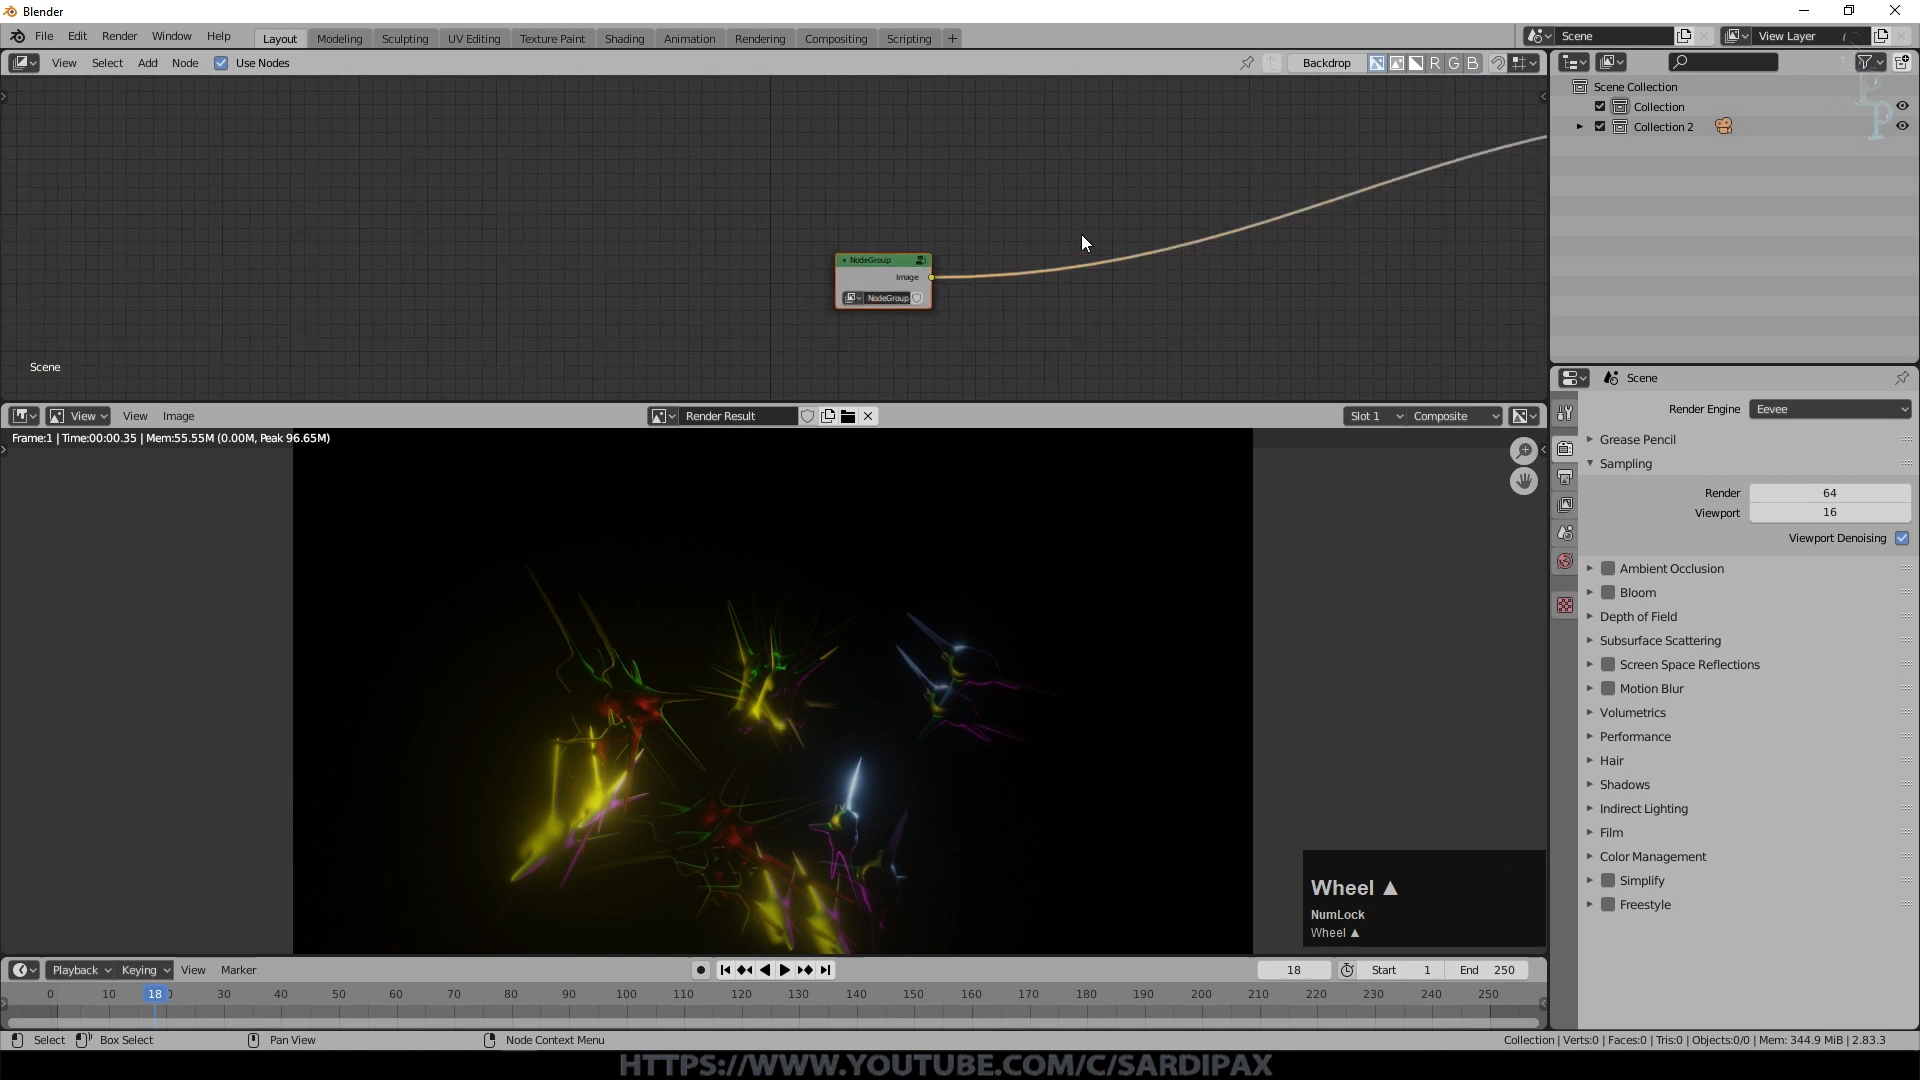 Blender
File Edit Render Window Help Layout Modeling Sculpting UV Editing Texture Paint Shading Animation Rendering Compositing Scripting + Scene View Layer
View Select Add Node Use Nodes Backdrop R G B
Scene Collection
Collection
Collection 2
NodeGroup
Image
NodeGroup
Scene
Scene
Render Engine Eevee
View View Image Render Result Slot 1 Composite
Frame:1 | Time:00:00.35 | Mem:55.55M (0.00M, Peak 96.65M)
Grease Pencil
Sampling
Render 64
Viewport 16
Viewport Denoising
Ambient Occlusion
Bloom
Depth of Field
Subsurface Scattering
Screen Space Reflections
Motion Blur
Volumetrics
Performance
Hair
Shadows
Indirect Lighting
Film
Color Management
Simplify
Freestyle
Wheel ▲
NumLock
Wheel ▲
Playback Keying View Marker 18 Start 1 End 250
0 10 18 30 40 50 60 70 80 90 100 110 120 130 140 150 160 170 180 190 200 210 220 230 240 250
Select Box Select Pan View Node Context Menu Collection | Verts:0 | Faces:0 | Tris:0 | Objects:0/0 | Mem: 344.9 MiB | 2.83.3
HTTPS://WWW.YOUTUBE.COM/C/SARDIPAX
P
P